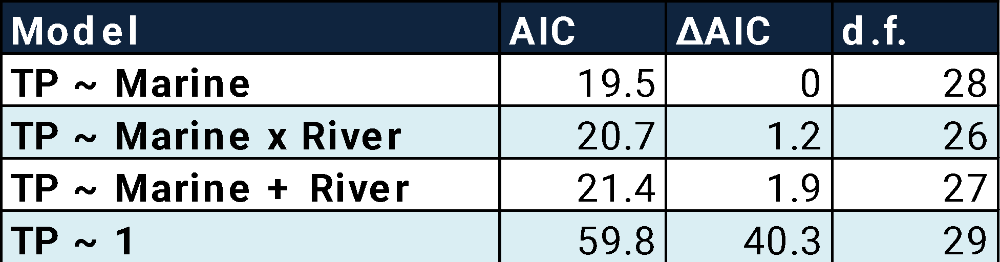 Model AIC ΔAIC d.f.
TP ~ Marine 19.5 0 28
TP ~ Marine x River 20.7 1.2 26
TP ~ Marine + River 21.4 1.9 27
TP ~ 1 59.8 40.3 29